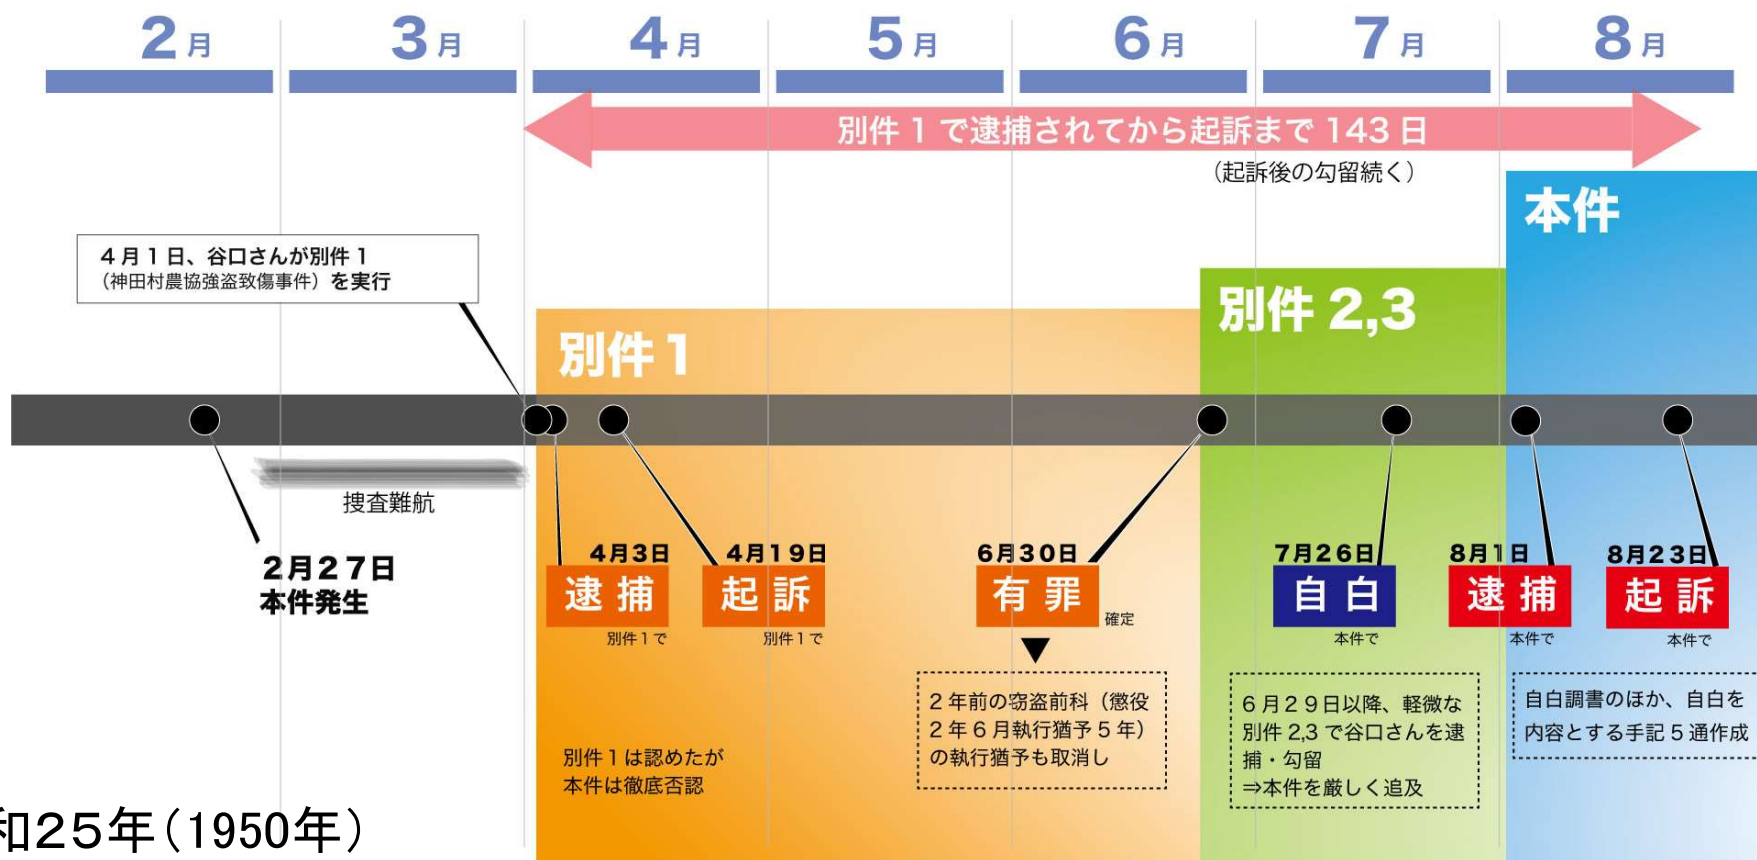 2月 3月 4月 5月 6月 7月 8月
別件1で逮捕されてから起訴まで143日
（起訴後の勾留続く）
本件
4月1日、谷口さんが別件1
（神田村農協強盗致傷事件）を実行
別件2,3
別件1
捜査難航
2月27日
本件発生
4月3日
逮捕
別件1で
4月19日
起訴
別件1で
6月30日
有罪
確定
7月26日
自白
本件で
8月1日
逮捕
本件で
8月23日
起訴
本件で
別件1は認めたが
本件は徹底否認
2年前の窃盗前科（懲役
2年6月執行猶予5年）
の執行猶予も取消し
6月29日以降、軽微な
別件2,3で谷口さんを逮
捕・勾留
⇒本件を厳しく追及
自白調書のほか、自白を
内容とする手記5通作成
和25年(1950年)